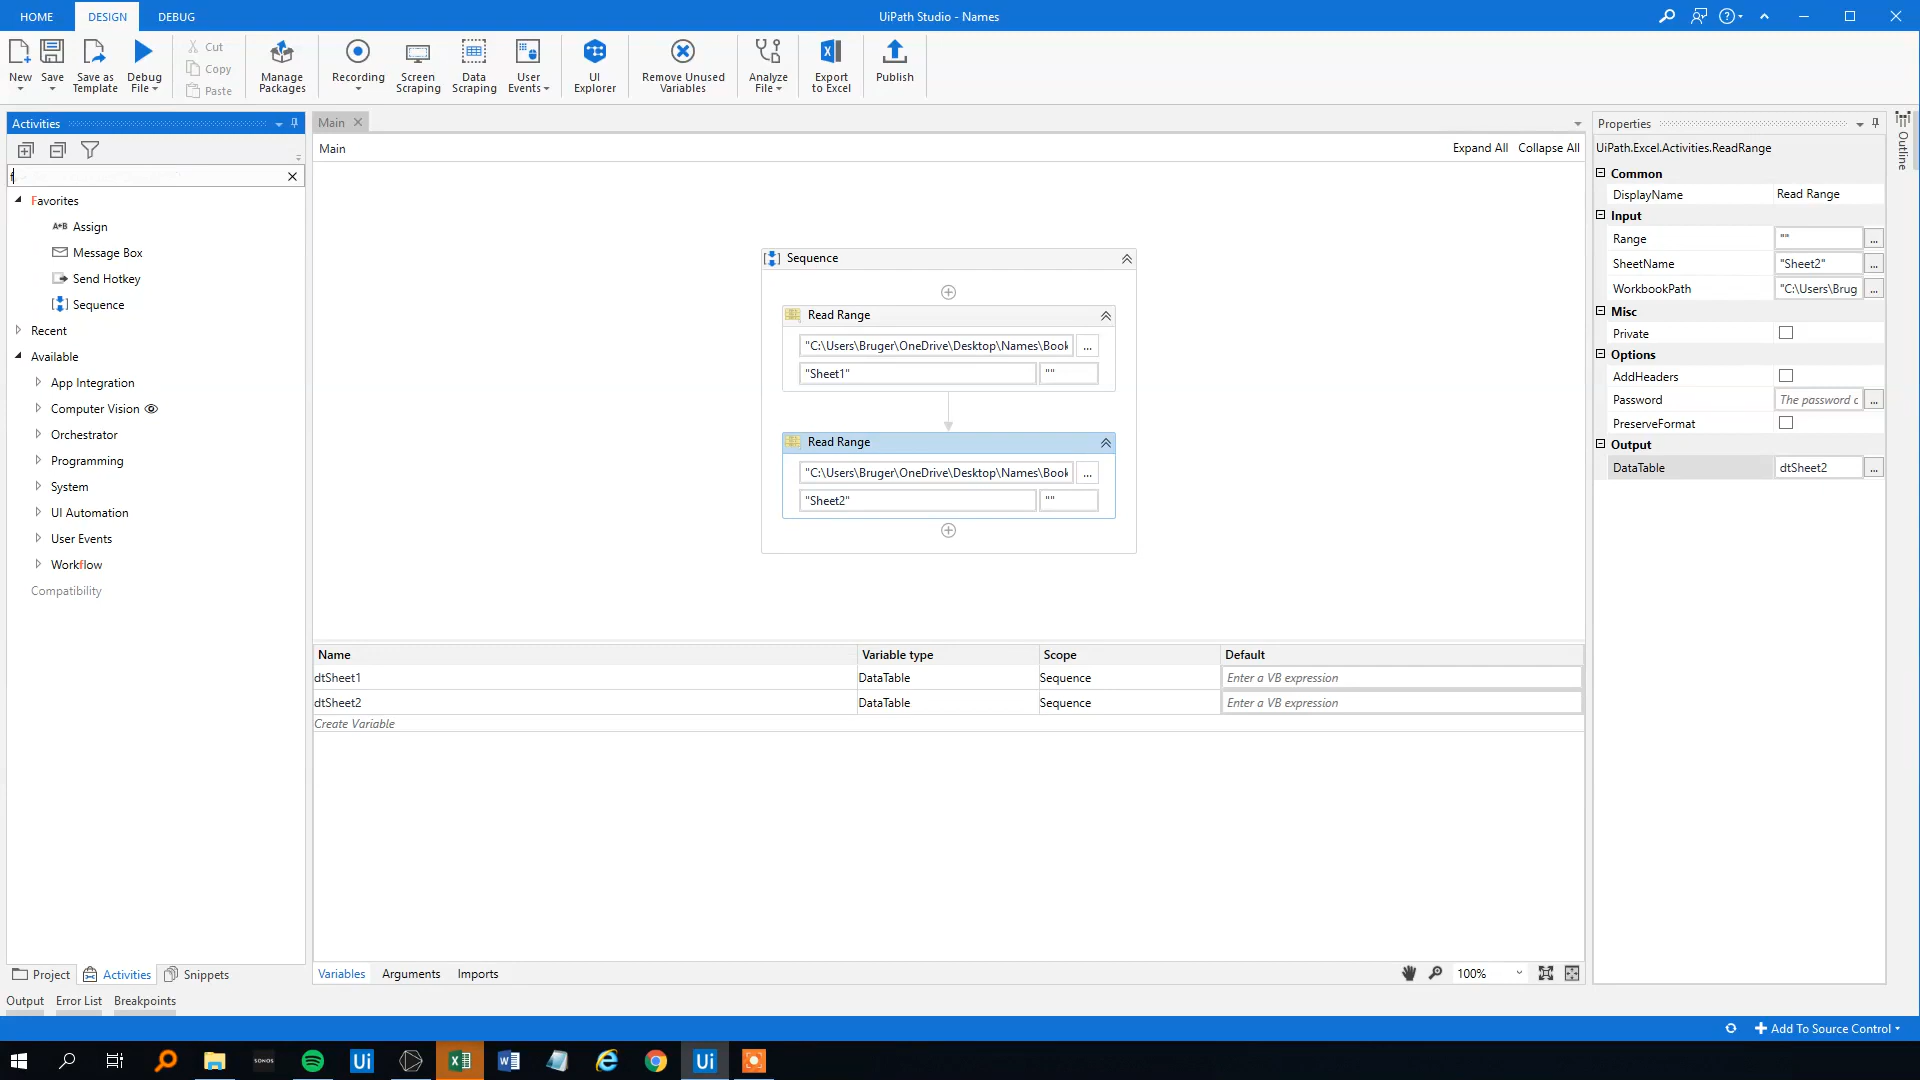 HOME DESIGN DEBUG UiPath Studio - Names
New Save Save as Template Debug File Cut Copy Paste Manage Packages Recording Screen Scraping Data Scraping User Events UI Explorer Remove Unused Variables Analyze File Export to Excel Publish
Activities
f
Favorites
Assign
Message Box
Send Hotkey
Sequence
Recent
Available
App Integration
Computer Vision
Orchestrator
Programming
System
UI Automation
User Events
Workflow
Compatibility
Project Activities Snippets
Main
Main Expand All Collapse All
Sequence
Read Range
"C:\Users\Bruger\OneDrive\Desktop\Names\Book ...
"Sheet1" ""
Read Range
"C:\Users\Bruger\OneDrive\Desktop\Names\Book ...
"Sheet2" ""
Name Variable type Scope Default
dtSheet1 DataTable Sequence Enter a VB expression
dtSheet2 DataTable Sequence Enter a VB expression
Create Variable
Variables Arguments Imports 100%
Properties
UiPath.Excel.Activities.ReadRange
Common
DisplayName Read Range
Input
Range "" ...
SheetName "Sheet2" ...
WorkbookPath "C:\Users\Brug ...
Misc
Private
Options
AddHeaders
Password The password c ...
PreserveFormat
Output
DataTable dtSheet2 ...
Outline
Output Error List Breakpoints
Add To Source Control
SONOS Ui Ui